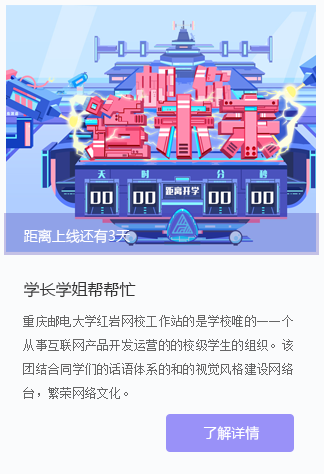 天 时 分 秒
00 00 距离开学 00 00
距离上线还有3天
学长学姐帮帮忙
重庆邮电大学红岩网校工作站的是学校唯的一一个
从事互联网产品开发运营的的校级学生的组织。该
团结合同学们的话语体系的和的视觉风格建设网络
台，繁荣网络文化。
了解详情